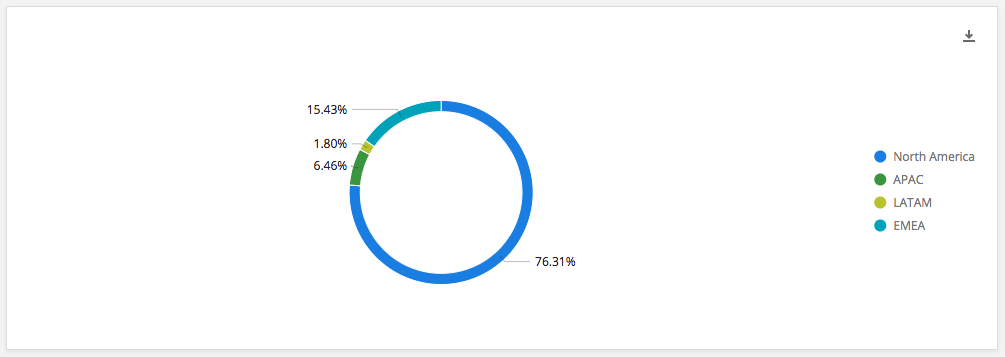 15.43%
1.80%
6.46%
76.31%
North America
APAC
LATAM
EMEA